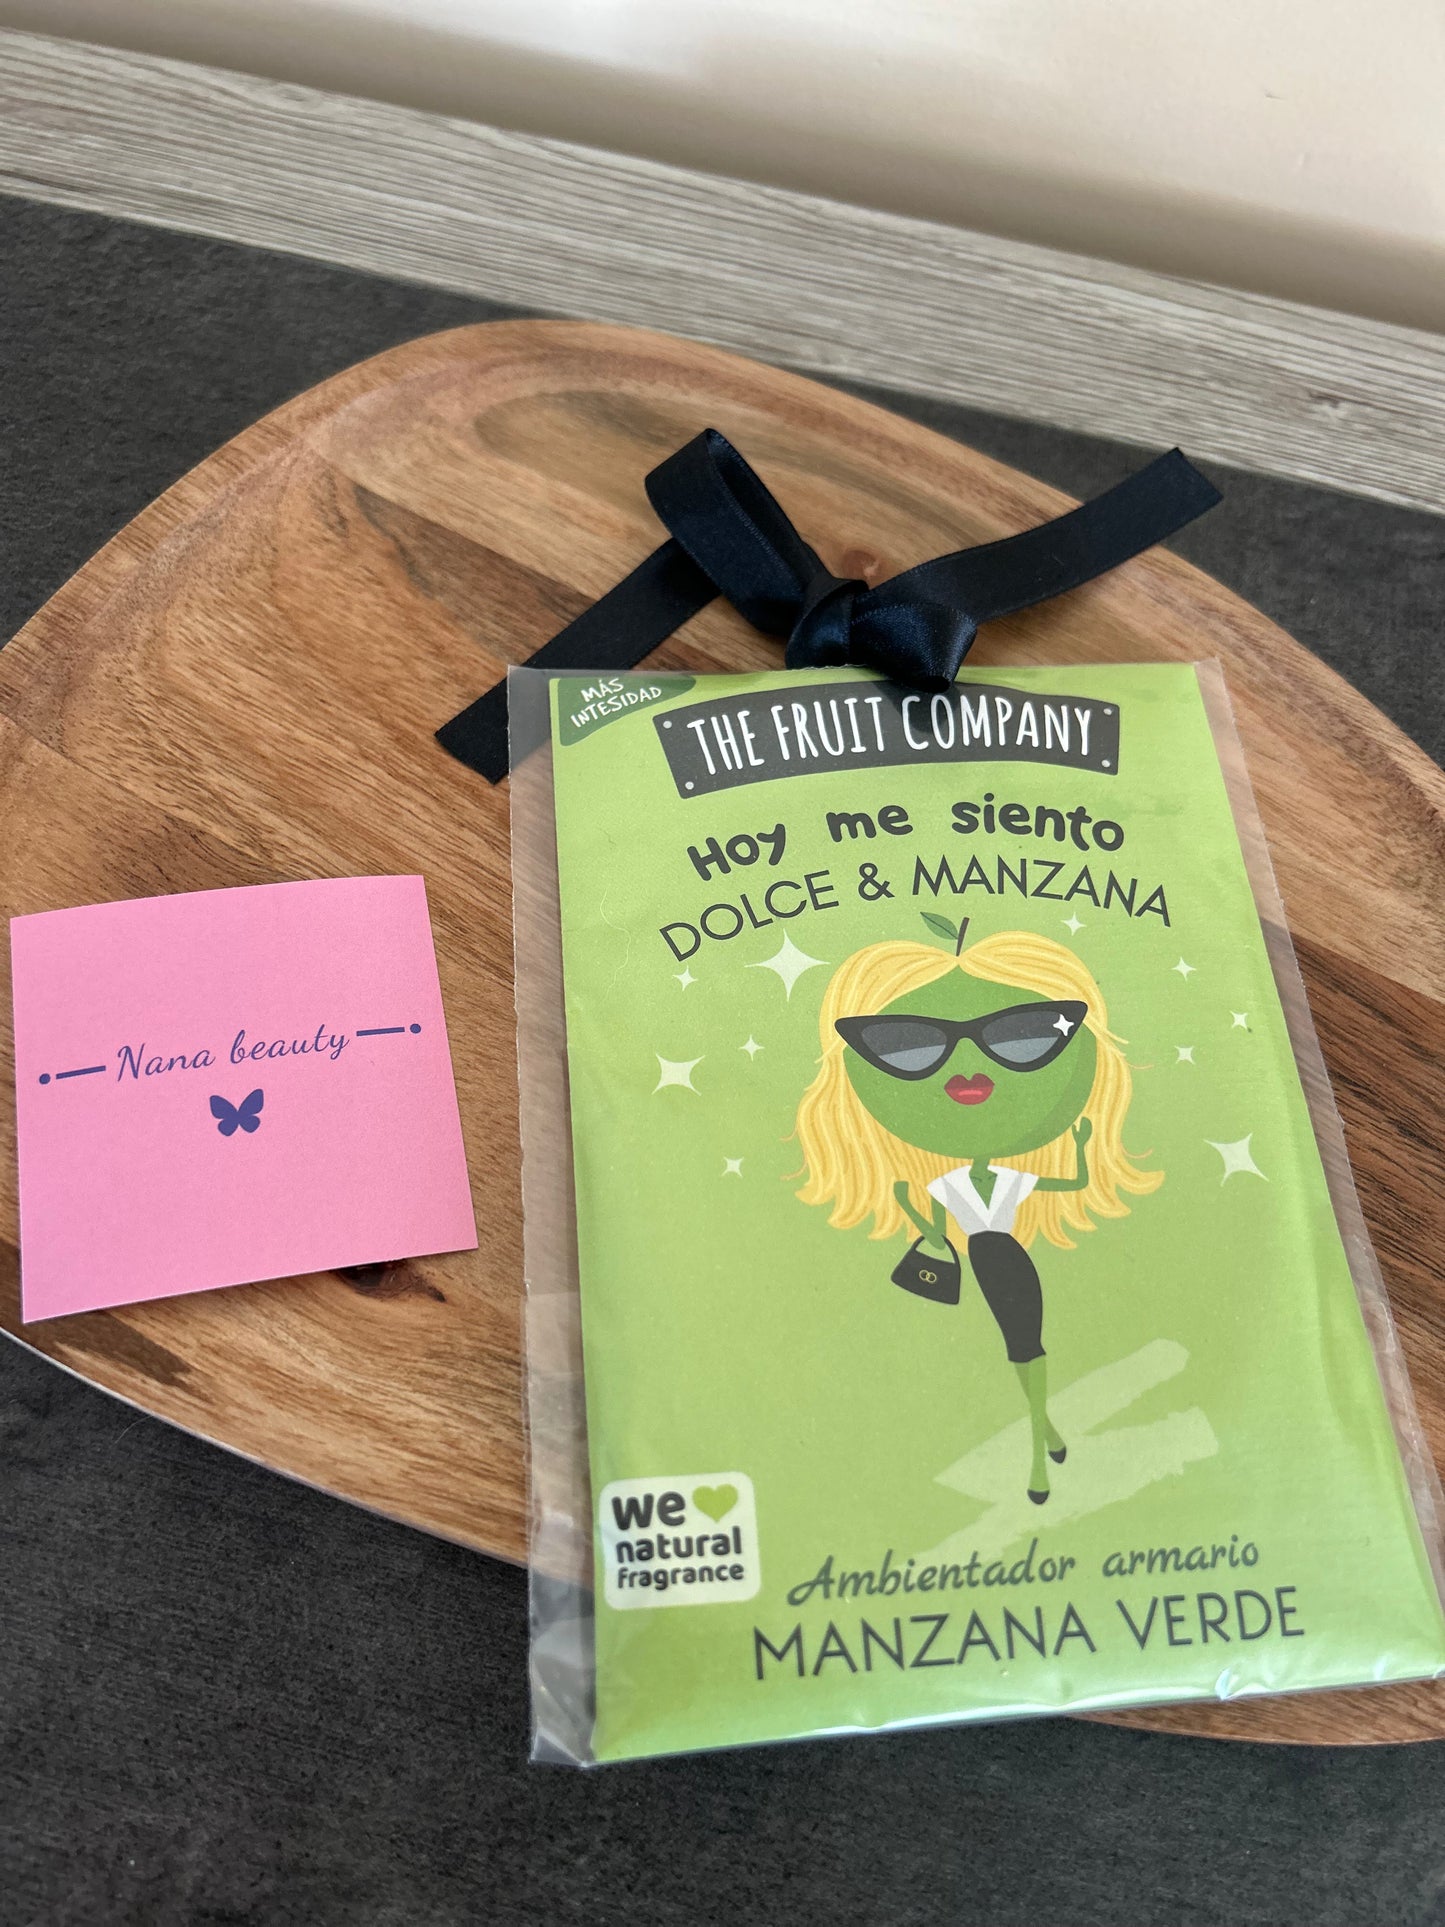 MÁS
INTESIDAD
THE FRUIT COMPANY
Hoy me siento
DOLCE & MANZANA
Nana beauty
we
natural
fragrance
Ambientador armario
MANZANA VERDE